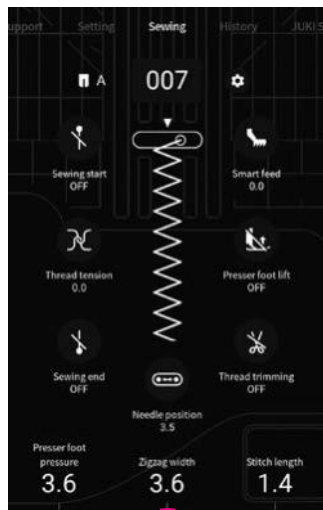 upport Setting Sewing History JUKI S
A 007
Sewing start
OFF
Smart feed
0.0
Thread tension
0.0
Presser foot lift
OFF
Sewing end
OFF
Thread trimming
OFF
Needle position
3.5
Presser foot
pressure
3.6
Zigzag width
3.6
Stitch length
1.4